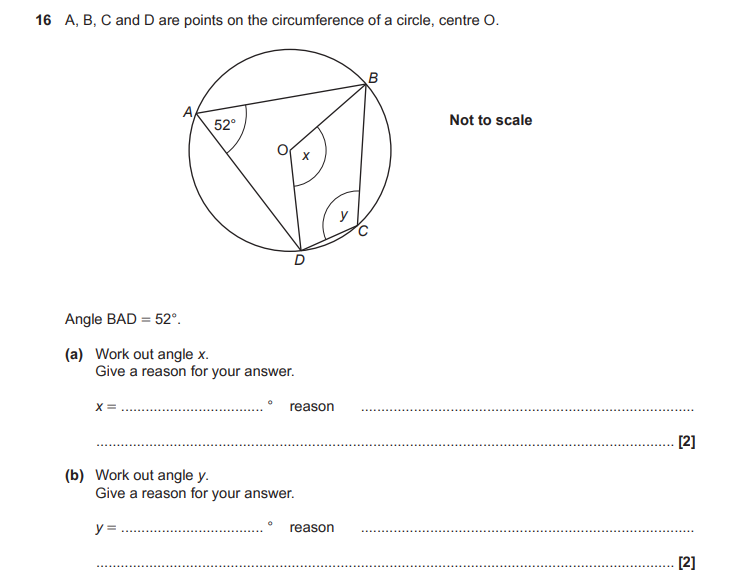 16 A, B, C and D are points on the circumference of a circle, centre O.
B
A
52°
Not to scale
O
x
y
C
D
Angle BAD = 52°.
(a) Work out angle x.
Give a reason for your answer.
x = .................................. ° reason ................................................................................
.......................................................................................................................................... [2]
(b) Work out angle y.
Give a reason for your answer.
y = .................................. ° reason ................................................................................
.......................................................................................................................................... [2]